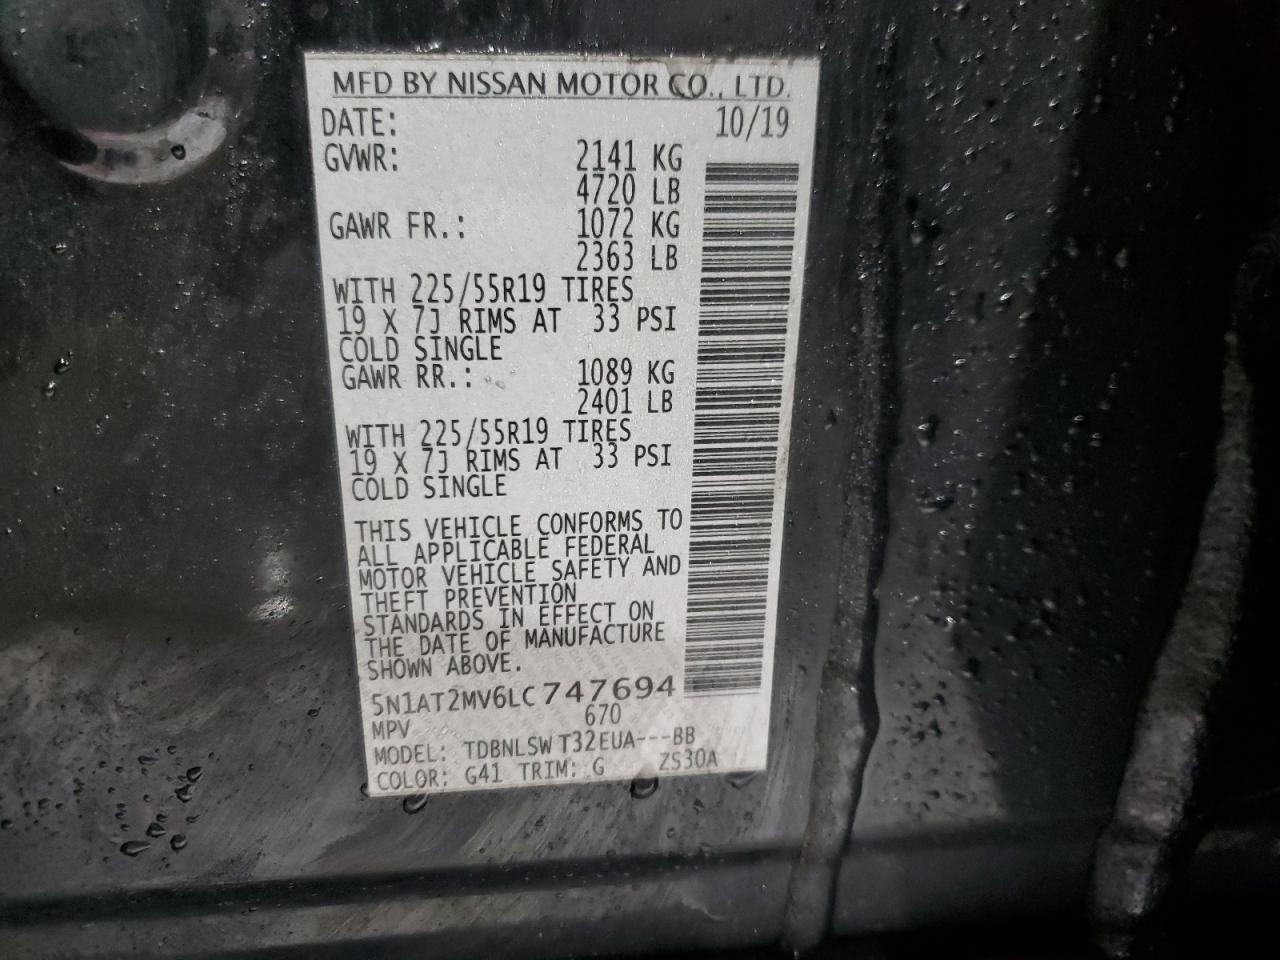 MFD BY NISSAN MOTOR CO., LTD.
DATE: 10/19
GVWR: 2141 KG
4720 LB
GAWR FR.: 1072 KG
2363 LB
WITH 225/55R19 TIRES
19 X 7J RIMS AT 33 PSI
COLD SINGLE
GAWR RR.: 1089 KG
2401 LB
WITH 225/55R19 TIRES
19 X 7J RIMS AT 33 PSI
COLD SINGLE
THIS VEHICLE CONFORMS TO
ALL APPLICABLE FEDERAL
MOTOR VEHICLE SAFETY AND
THEFT PREVENTION
STANDARDS IN EFFECT ON
THE DATE OF MANUFACTURE
SHOWN ABOVE.
5N1AT2MV6LC747694
MPV 670
MODEL: TDBNLSW T32EUA---BB
COLOR: G41 TRIM: G ZS30A